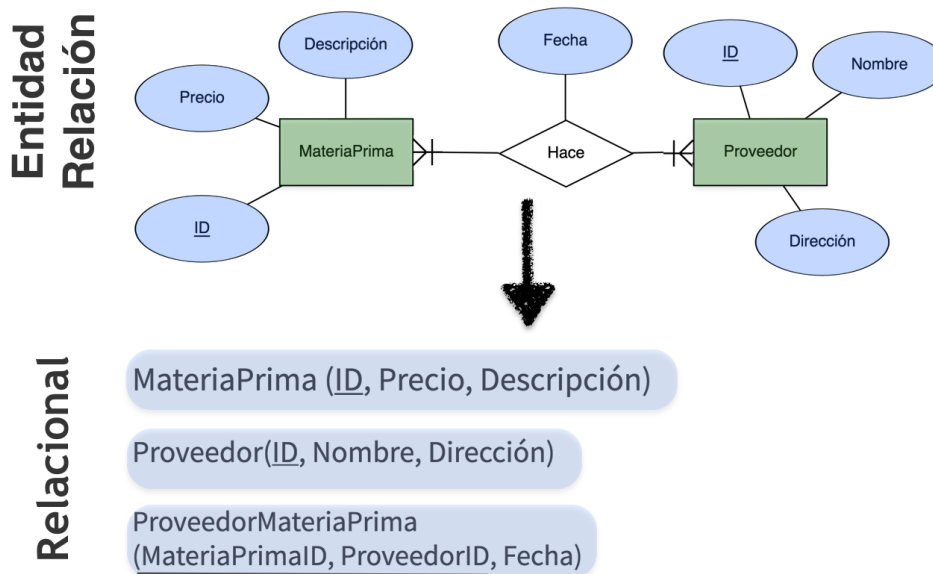 Entidad
Relación
Descripción
Fecha
ID
Nombre
Precio
MateriaPrima
Hace
Proveedor
ID
Dirección
Relacional
MateriaPrima (ID, Precio, Descripción)
Proveedor(ID, Nombre, Dirección)
ProveedorMateriaPrima
(MateriaPrimaID, ProveedorID, Fecha)